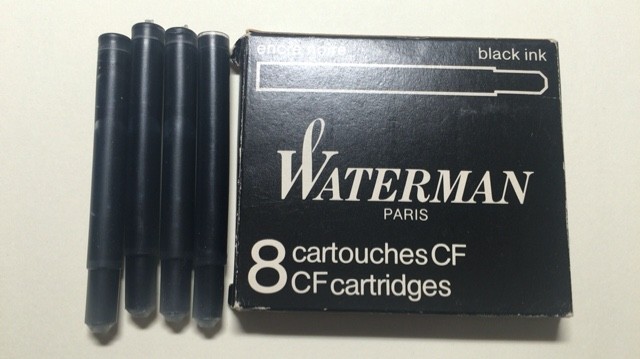 encre noire
black ink
WATERMAN
PARIS
8 cartouches CF
CF cartridges